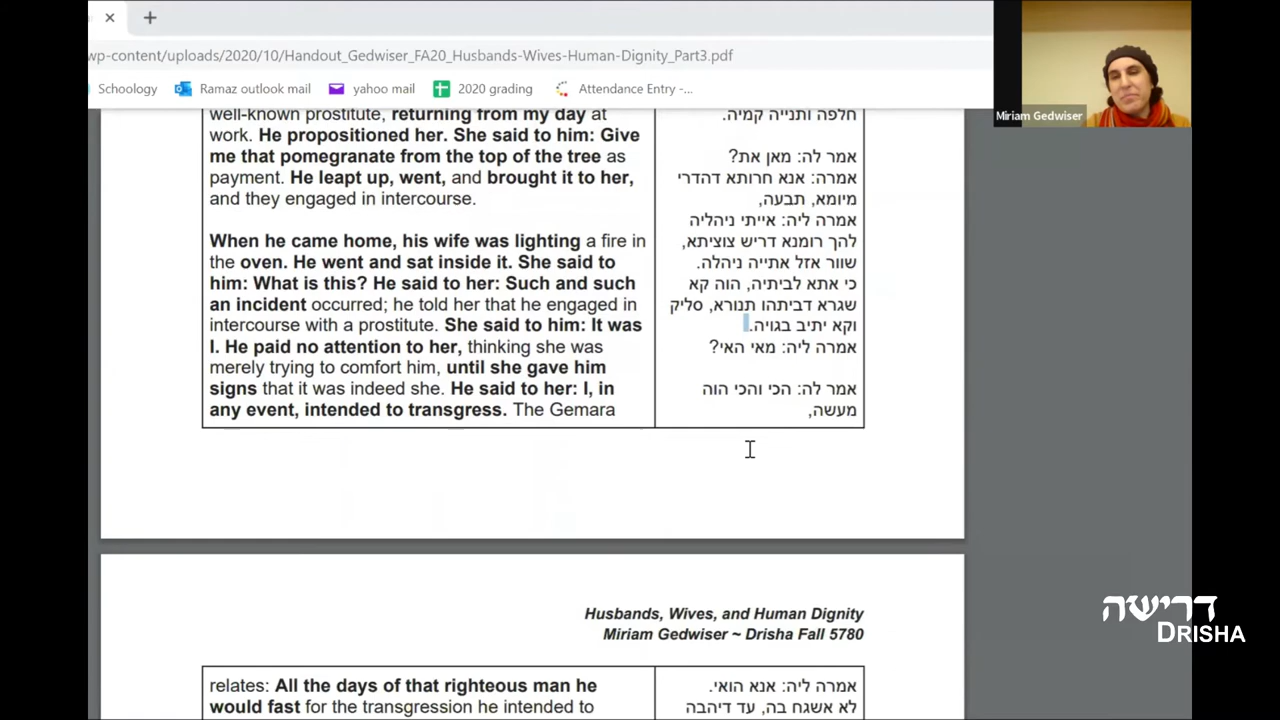 wp-content/uploads/2020/10/Handout_Gedwiser_FA20_Husbands-Wives-Human-Dignity_Part3.pdf
Schoology Ramaz outlook mail yahoo mail 2020 grading Attendance Entry -...
Miriam Gedwiser
well-known prostitute, returning from my day at
work. He propositioned her. She said to him: Give
me that pomegranate from the top of the tree as
payment. He leapt up, went, and brought it to her,
and they engaged in intercourse.
When he came home, his wife was lighting a fire in
the oven. He went and sat inside it. She said to
him: What is this? He said to her: Such and such
an incident occurred; he told her that he engaged in
intercourse with a prostitute. She said to him: It was
I. He paid no attention to her, thinking she was
merely trying to comfort him, until she gave him
signs that it was indeed she. He said to her: I, in
any event, intended to transgress. The Gemara
חלפה ותנייה קמיה.
אמר לה: מאן את?
אמרה: אנא חרותא דהדרי
מיומא, תבעה,
אמרה ליה: אייתי ניהליה
להך רומנא דריש צוציתא,
שוור אזל אתייה ניהלה.
כי אתא לביתיה, הוה קא
שגרא דביתהו תנורא, סליק
וקא יתיב בגויה.
אמרה ליה: מאי האי?
אמר לה: הכי והכי הוה
מעשה,
Husbands, Wives, and Human Dignity
Miriam Gedwiser ~ Drisha Fall 5780
relates: All the days of that righteous man he
would fast for the transgression he intended to
אמרה ליה: אנא הואי.
לא אשגח בה, עד דיהבה
דרישה
DRISHA